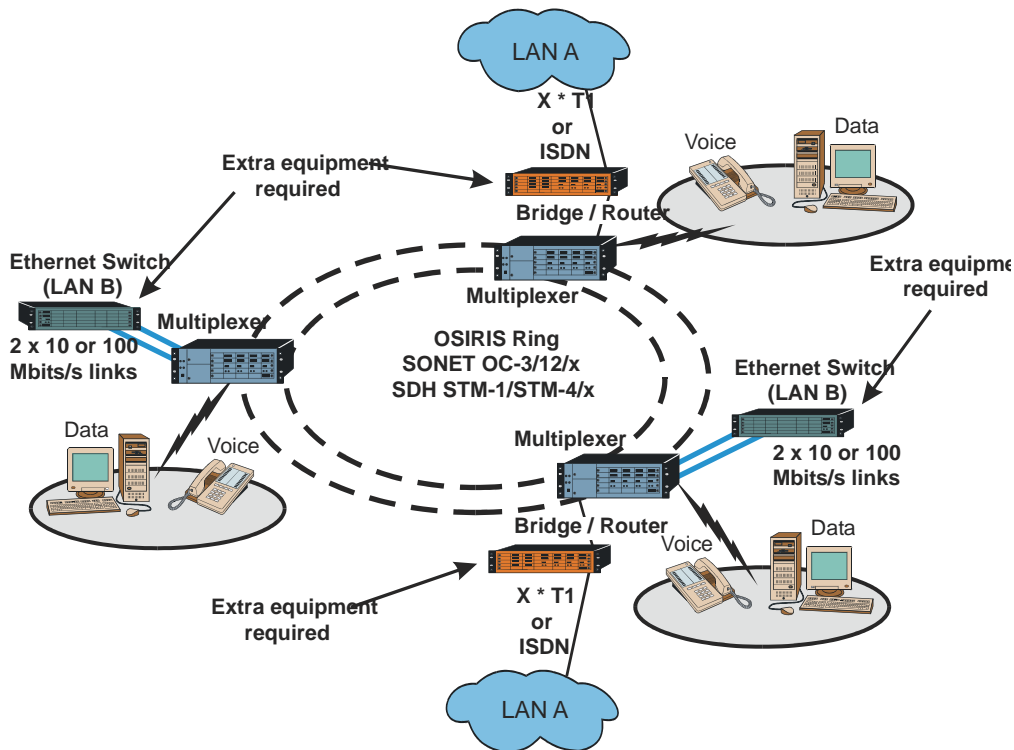 LAN A
X * T1
or
ISDN
Voice
Data
Extra equipment
required
Bridge / Router
Ethernet Switch
(LAN B)
Multiplexer
Multiplexer
Extra equipme
required
2 x 10 or 100
Mbits/s links
OSIRIS Ring
SONET OC-3/12/x
SDH STM-1/STM-4/x
Ethernet Switch
(LAN B)
Data
Voice
Multiplexer
2 x 10 or 100
Mbits/s links
Bridge / Router
Voice
Data
Extra equipment
required
X * T1
or
ISDN
LAN A